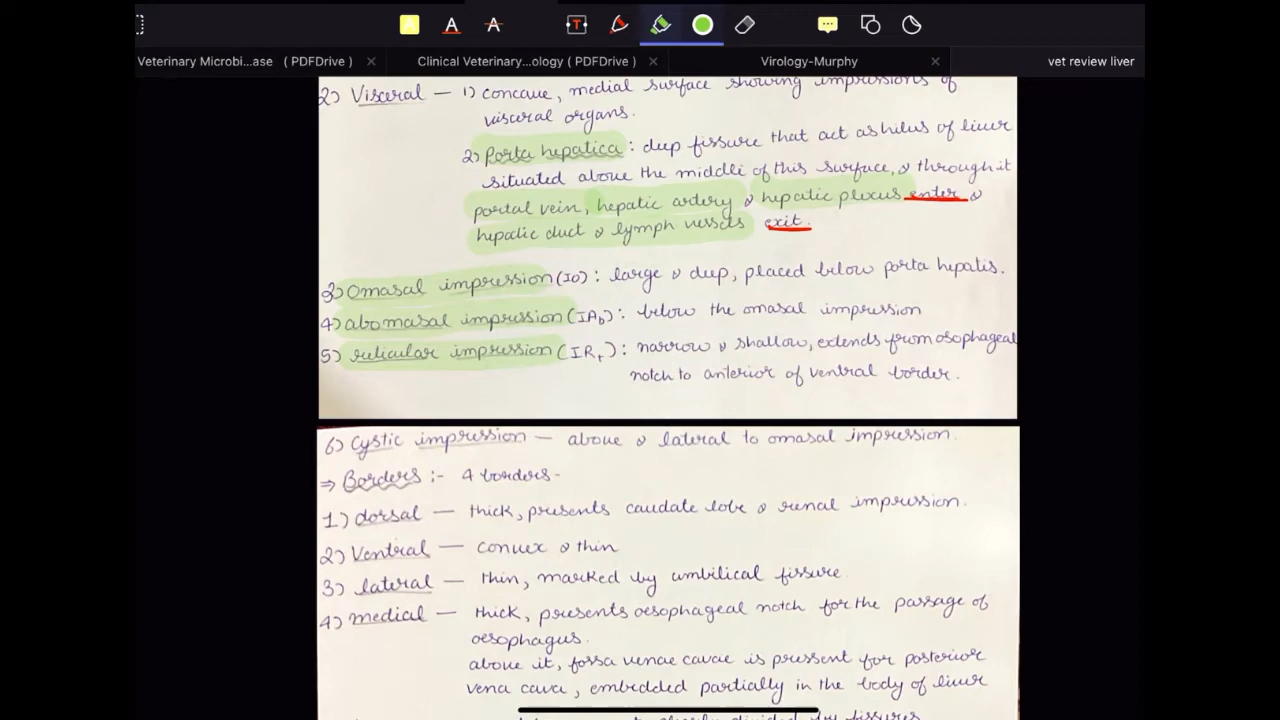 A A A T
Veterinary Microbi...ase ( PDFDrive ) × Clinical Veterinary...ology ( PDFDrive ) × Virology-Murphy × vet review liver
2) Visceral — 1) concave, medial surface showing impressions of
visceral organs.
2) Porta hepatica : deep fissure that act as hilus of liver
situated above the middle of this surface, & through it
portal vein, hepatic artery & hepatic plexus enter &
hepatic duct & lymph vessels exit.
3) Omasal impression (IO) : large & deep, placed below porta hepatis.
4) abomasal impression (IAb) : below the omasal impression
5) reticular impression (IRt) : narrow & shallow, extends from osophageal
notch to anterior of ventral border.
6) Cystic impression — above & lateral to omasal impression.
⇒ Borders :- 4 borders-
1) dorsal — thick, presents caudate lobe & renal impression.
2) Ventral — convex & thin
3) lateral — thin, marked by umbilical fissure.
4) medial — thick, presents oesophageal notch for the passage of
oesophagus.
above it, fossa venae cavae is pressent for posterior
vena cava, embedded partially in the body of liver
divided by fissures